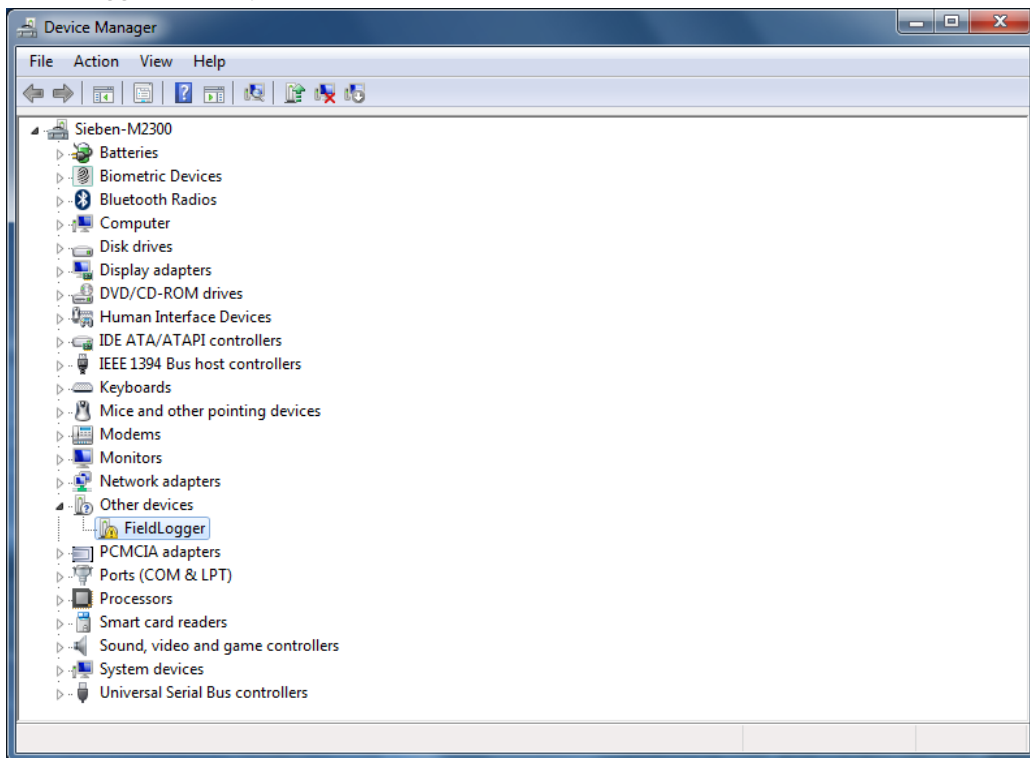 Device Manager
File Action View Help
Sieben-M2300
Batteries
Biometric Devices
Bluetooth Radios
Computer
Disk drives
Display adapters
DVD/CD-ROM drives
Human Interface Devices
IDE ATA/ATAPI controllers
IEEE 1394 Bus host controllers
Keyboards
Mice and other pointing devices
Modems
Monitors
Network adapters
Other devices
FieldLogger
PCMCIA adapters
Ports (COM & LPT)
Processors
Smart card readers
Sound, video and game controllers
System devices
Universal Serial Bus controllers